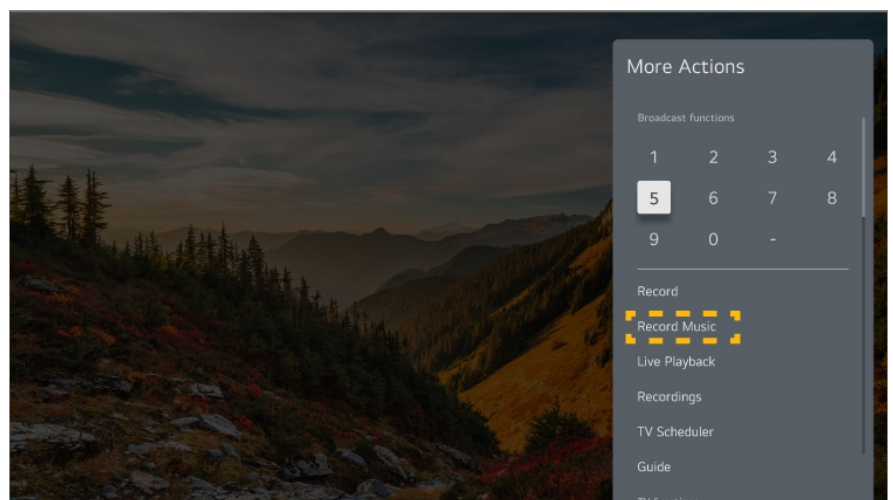 More Actions
Broadcast functions
1 2 3 4
5 6 7 8
9 0 -
Record
Record Music
Live Playback
Recordings
TV Scheduler
Guide